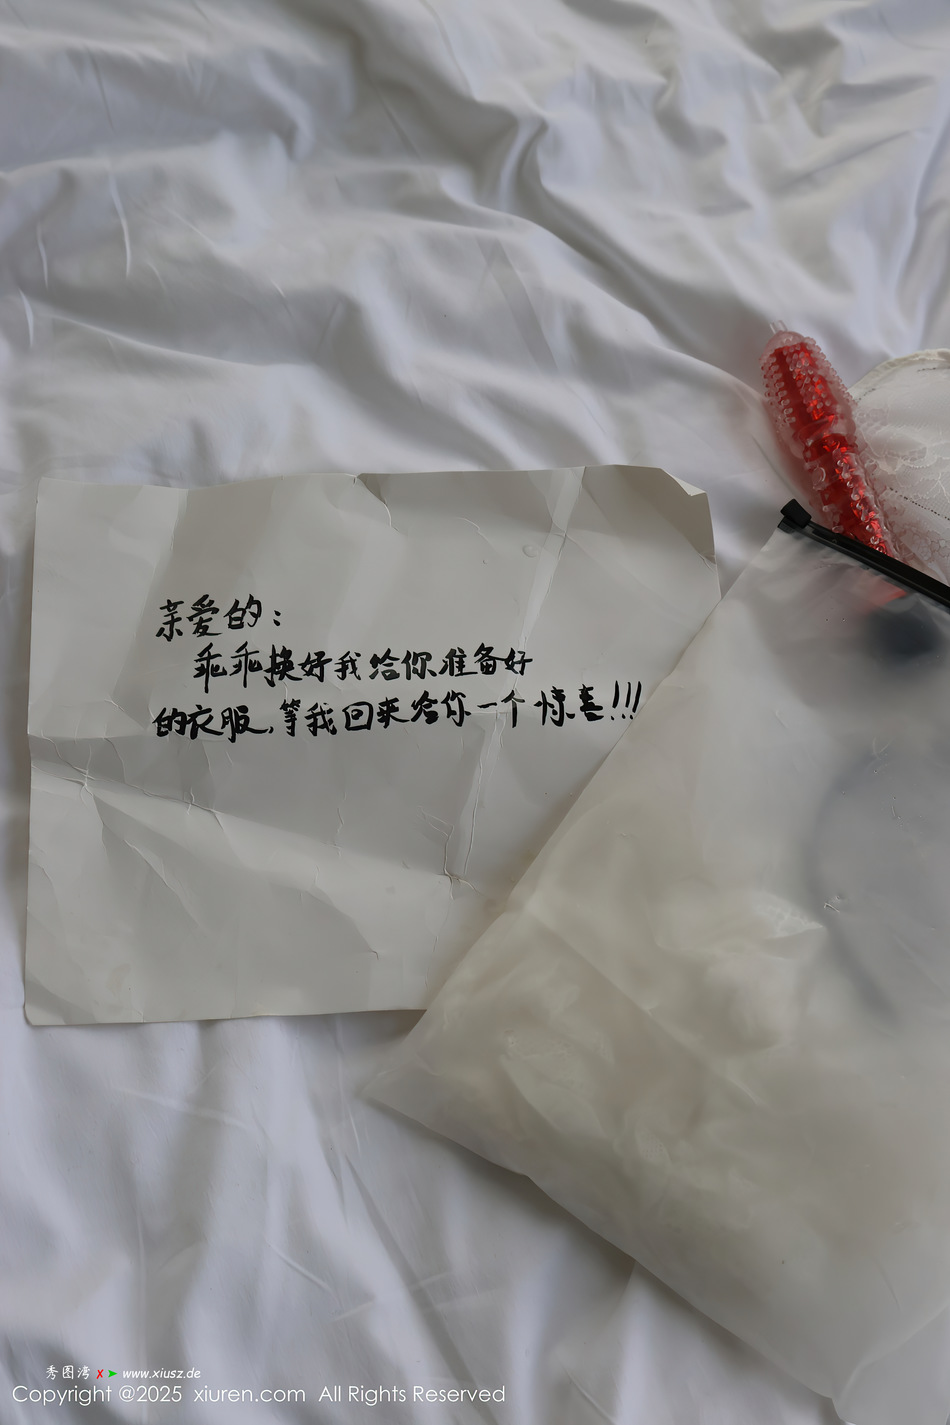 亲爱的：
乖乖换好我给你准备好
的衣服,等我回来给你一个惊喜!!!
秀图湾 x➤ www.xiusz.de
Copyright @2025 xiuren.com All Rights Reserved